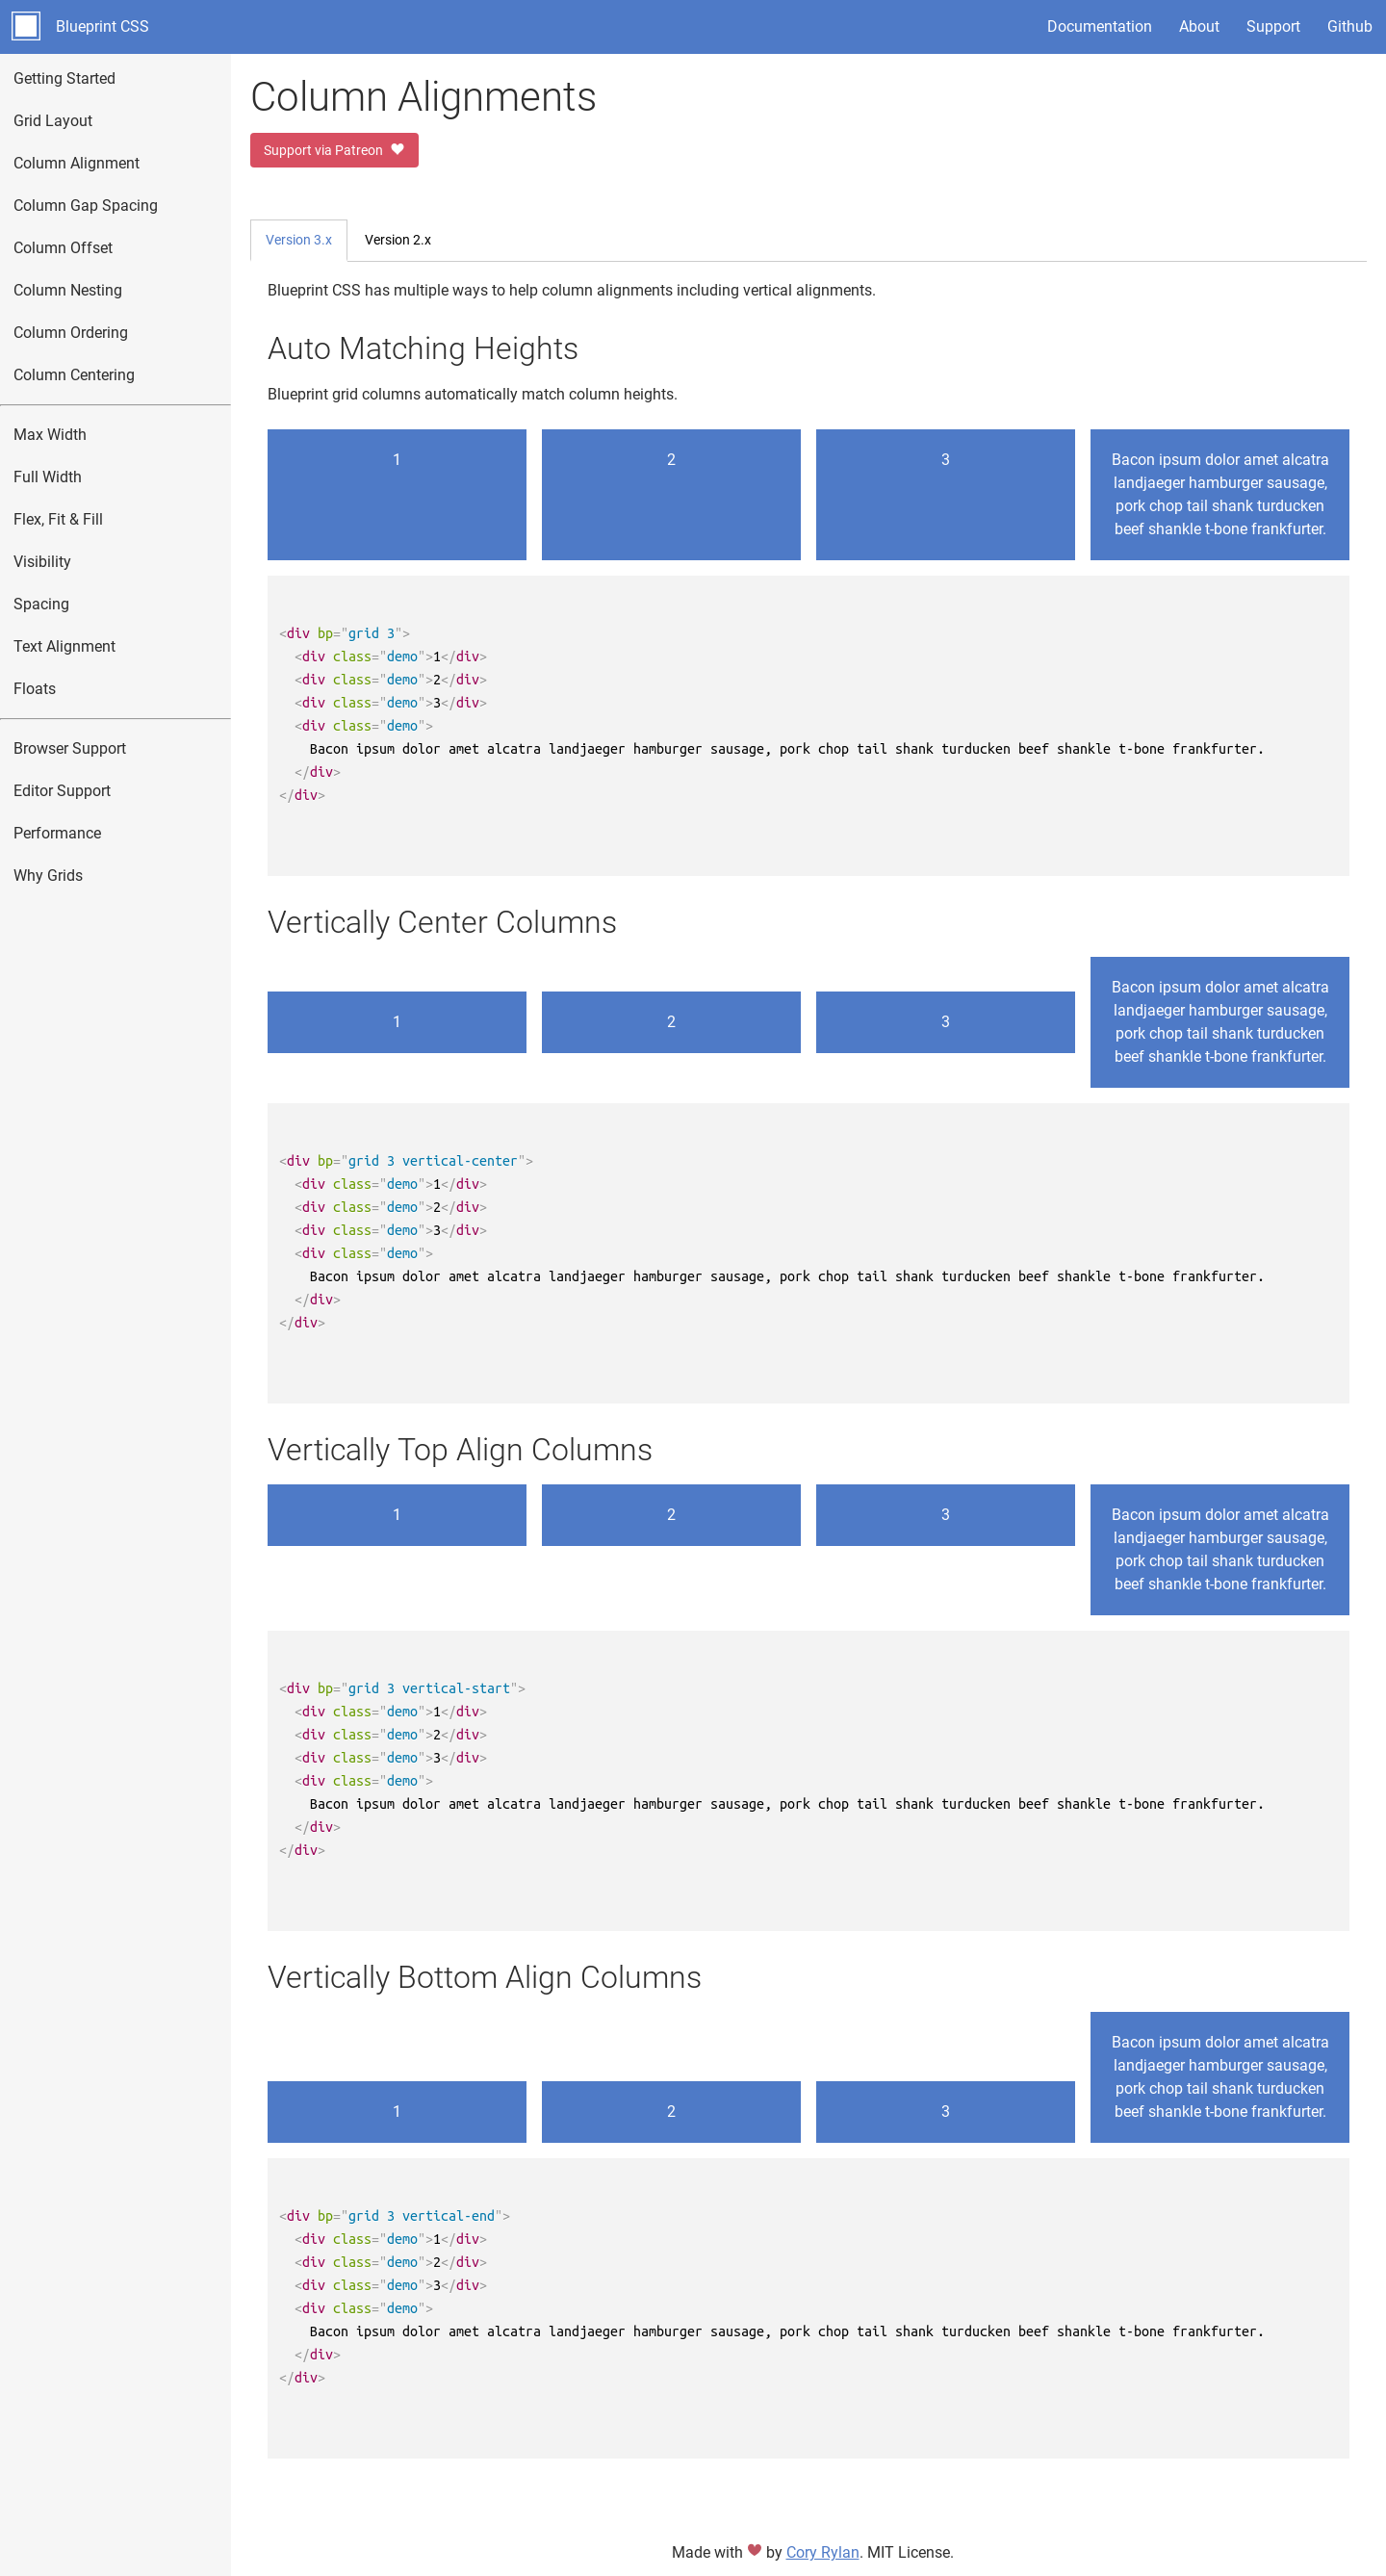 Blueprint CSS
Documentation
About
Support
Github
Getting Started
Grid Layout
Column Alignment
Column Gap Spacing
Column Offset
Column Nesting
Column Ordering
Column Centering
Max Width
Full Width
Flex, Fit & Fill
Visibility
Spacing
Text Alignment
Floats
Browser Support
Editor Support
Performance
Why Grids
Column Alignments
Support via Patreon
Version 3.x
Version 2.x
Blueprint CSS has multiple ways to help column alignments including vertical alignments.
Auto Matching Heights
Blueprint grid columns automatically match column heights.
1
2
3
Bacon ipsum dolor amet alcatra
landjaeger hamburger sausage,
pork chop tail shank turducken
beef shankle t-bone frankfurter.
<div bp="grid 3">
  <div class="demo">1</div>
  <div class="demo">2</div>
  <div class="demo">3</div>
  <div class="demo">
    Bacon ipsum dolor amet alcatra landjaeger hamburger sausage, pork chop tail shank turducken beef shankle t-bone frankfurter.
  </div>
</div>
Vertically Center Columns
1
2
3
Bacon ipsum dolor amet alcatra
landjaeger hamburger sausage,
pork chop tail shank turducken
beef shankle t-bone frankfurter.
<div bp="grid 3 vertical-center">
  <div class="demo">1</div>
  <div class="demo">2</div>
  <div class="demo">3</div>
  <div class="demo">
    Bacon ipsum dolor amet alcatra landjaeger hamburger sausage, pork chop tail shank turducken beef shankle t-bone frankfurter.
  </div>
</div>
Vertically Top Align Columns
1
2
3
Bacon ipsum dolor amet alcatra
landjaeger hamburger sausage,
pork chop tail shank turducken
beef shankle t-bone frankfurter.
<div bp="grid 3 vertical-start">
  <div class="demo">1</div>
  <div class="demo">2</div>
  <div class="demo">3</div>
  <div class="demo">
    Bacon ipsum dolor amet alcatra landjaeger hamburger sausage, pork chop tail shank turducken beef shankle t-bone frankfurter.
  </div>
</div>
Vertically Bottom Align Columns
1
2
3
Bacon ipsum dolor amet alcatra
landjaeger hamburger sausage,
pork chop tail shank turducken
beef shankle t-bone frankfurter.
<div bp="grid 3 vertical-end">
  <div class="demo">1</div>
  <div class="demo">2</div>
  <div class="demo">3</div>
  <div class="demo">
    Bacon ipsum dolor amet alcatra landjaeger hamburger sausage, pork chop tail shank turducken beef shankle t-bone frankfurter.
  </div>
</div>
Made with ♥ by Cory Rylan. MIT License.